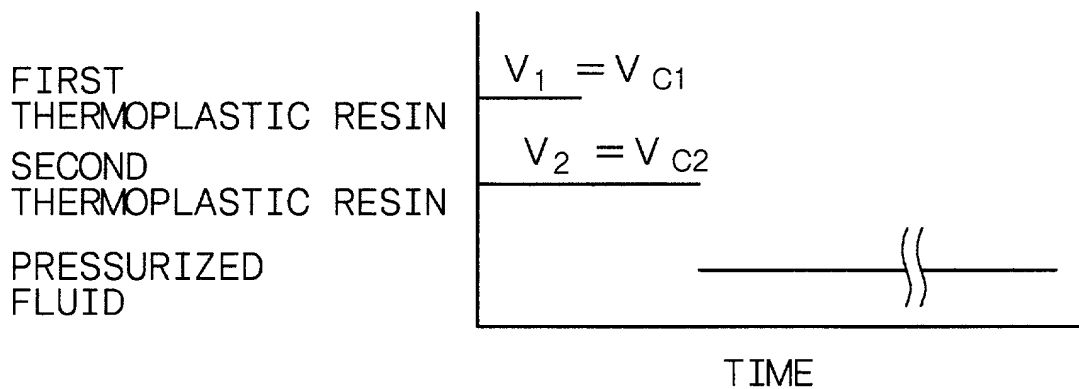 FIRST
THERMOPLASTIC RESIN
V1 = VC1
SECOND
THERMOPLASTIC RESIN
V2 = VC2
PRESSURIZED
FLUID
TIME